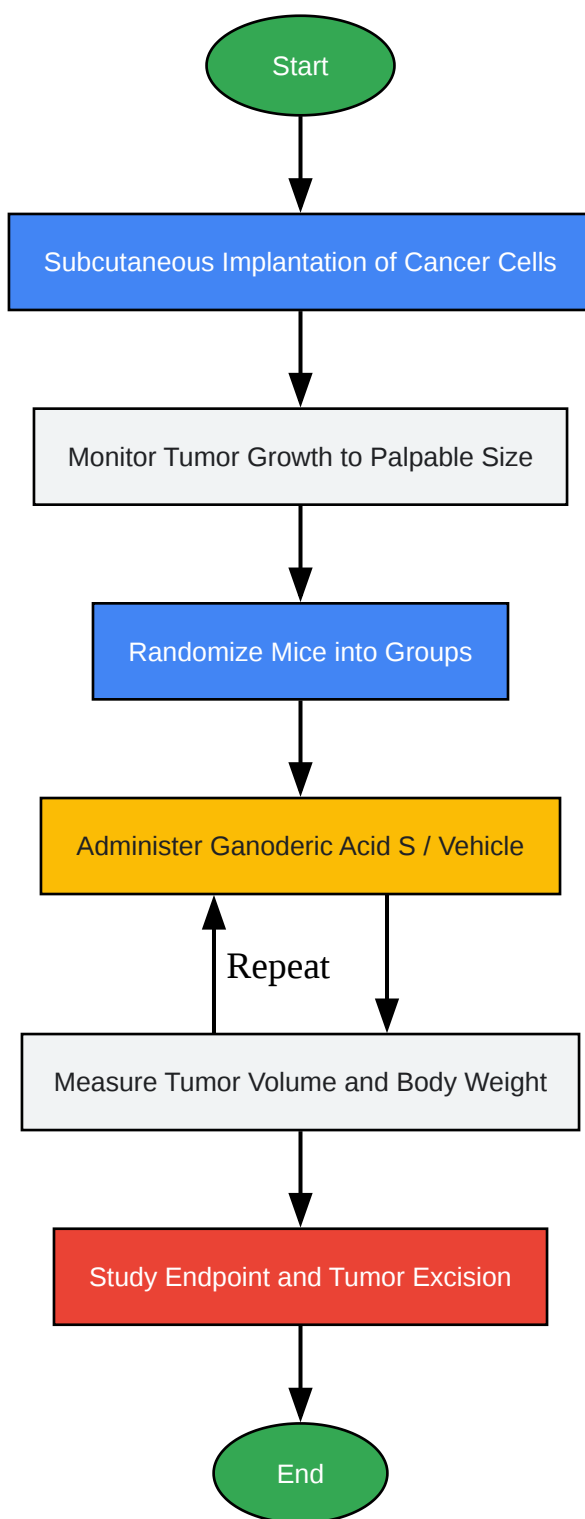 Start
Subcutaneous Implantation of Cancer Cells
Monitor Tumor Growth to Palpable Size
Randomize Mice into Groups
Administer Ganoderic Acid S / Vehicle
Repeat
Measure Tumor Volume and Body Weight
Study Endpoint and Tumor Excision
End